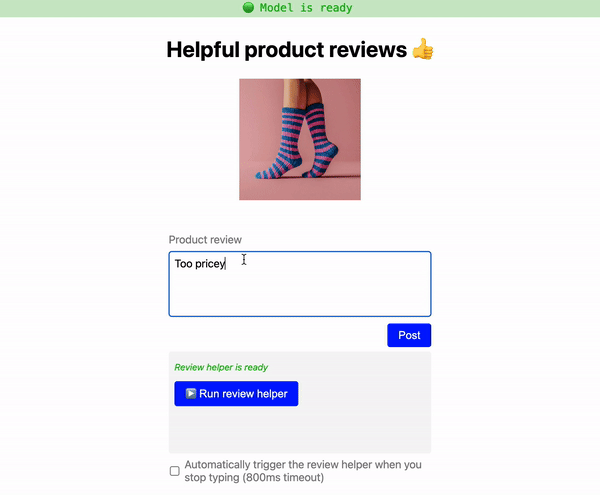 Model is ready
Helpful product reviews 👍
Product review
Too pricey
Post
Review helper is ready
Run review helper
Automatically trigger the review helper when you
stop typing (800ms timeout)